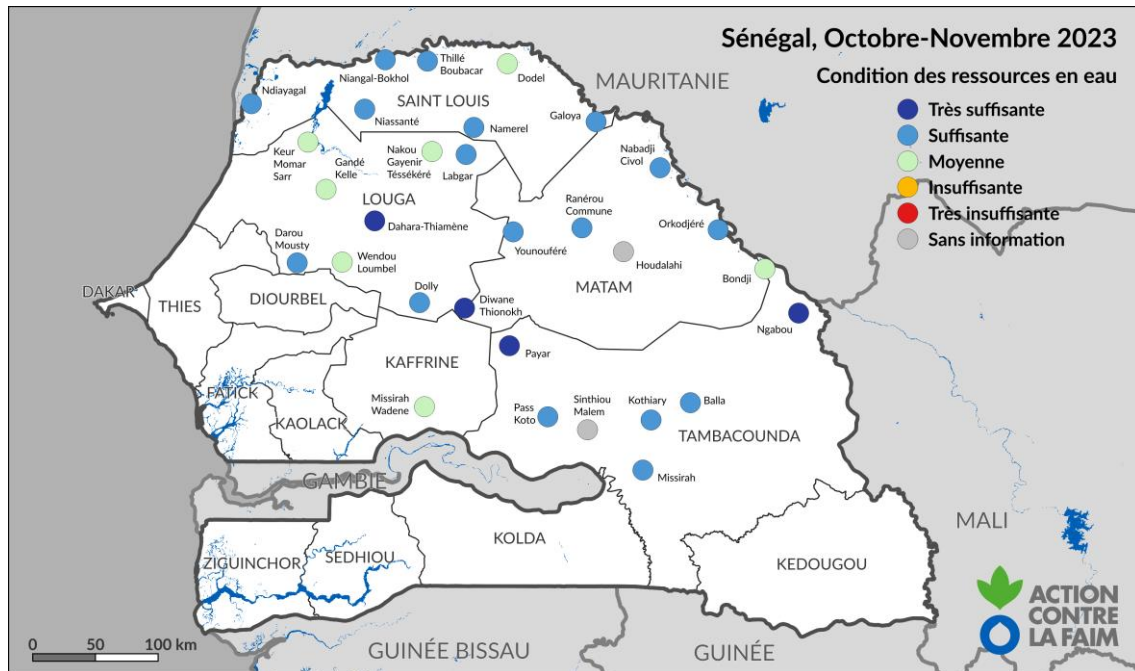 Sénégal, Octobre-Novembre 2023
Condition des ressources en eau
Très suffisante
Suffisante
Moyenne
Insuffisante
Très insuffisante
Sans information
MAURITANIE
Niangal-Bokhol
Thillé
Boubacar
Dodel
Ndiayagal
SAINT LOUIS
Niassanté
Namerel
Galoya
Keur
Momar
Sarr
Gandé
Kelle
Nakou
Gayenir
Téssékéré
Labgar
Nabadji
Civol
LOUGA
Dahara-Thiamène
Ranérou
Commune
Younouféré
Orkodjéré
Houdalahi
Darou
Mousty
Wendou
Loumbel
Bondji
Dolly
Diwane
Thionokh
MATAM
Ngabou
DAKAR
THIES
DIOURBEL
Payar
KAFFRINE
FATICK
KAOLACK
Missirah
Wadene
Pass
Koto
Sinthiou
Malem
Kothiary
Balla
TAMBACOUNDA
Missirah
GAMBIE
MALI
ZIGUINCHOR
SEDHIOU
KOLDA
KEDOUGOU
GUINÉE BISSAU
GUINÉE
0 50 100 km
ACTION
CONTRE
LA FAIM